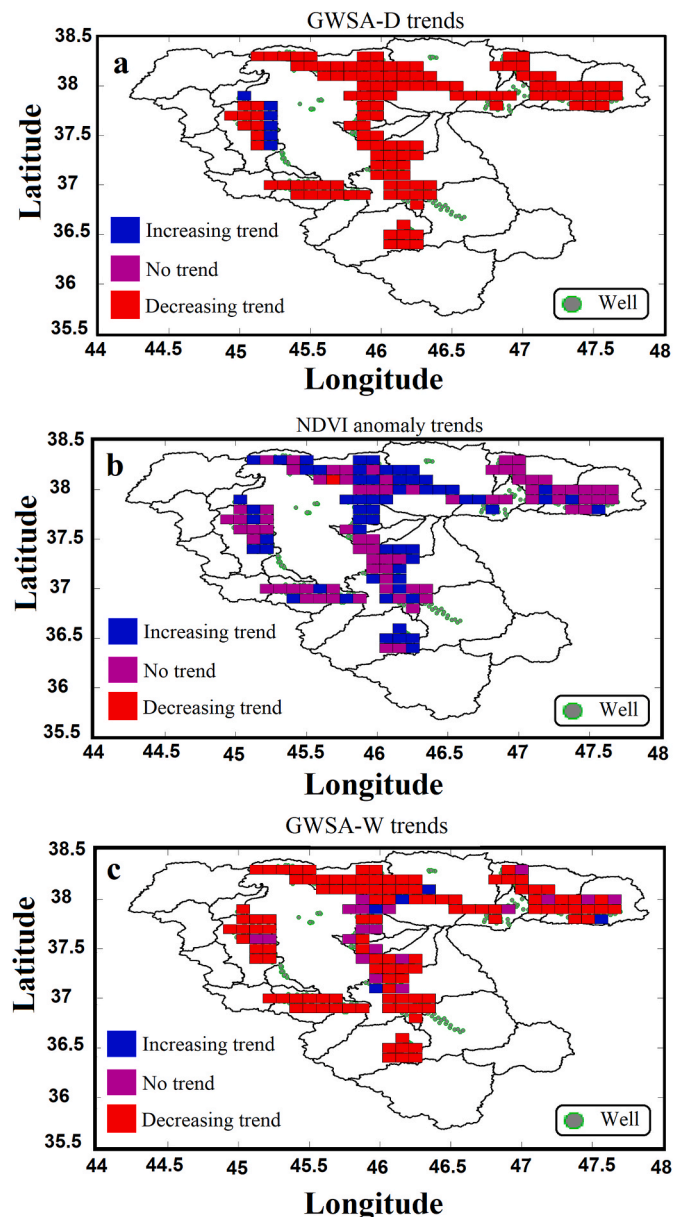 GWSA-D trends
38.5
a
38
37.5
Latitude
37
36.5
Increasing trend
No trend
36
Decreasing trend
Well
35.5
44 44.5 45 45.5 46 46.5 47 47.5 48
Longitude
NDVI anomaly trends
38.5
b
38
37.5
Latitude
37
36.5
Increasing trend
No trend
36
Decreasing trend
Well
35.5
44 44.5 45 45.5 46 46.5 47 47.5 48
Longitude
GWSA-W trends
38.5
c
38
37.5
Latitude
37
36.5
Increasing trend
No trend
36
Decreasing trend
Well
35.5
44 44.5 45 45.5 46 46.5 47 47.5 48
Longitude